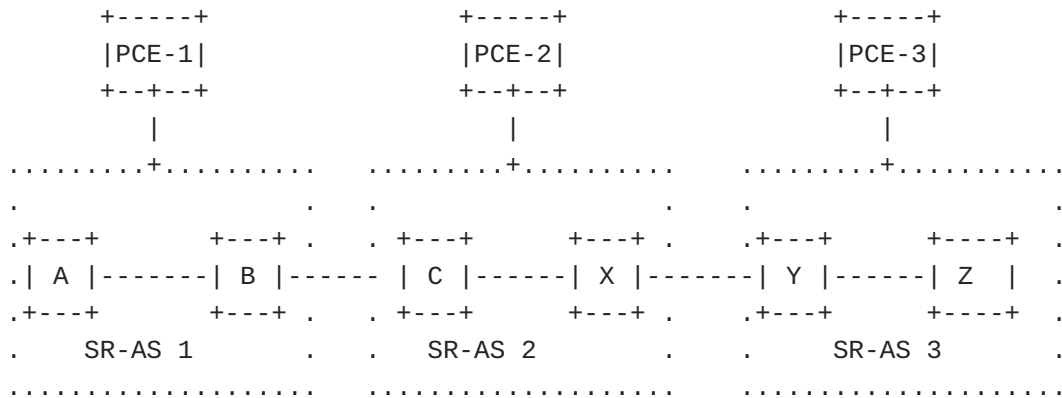 +-----+                 +-----+                 +-----+
|PCE-1|                 |PCE-2|                 |PCE-3|
+--+--+                 +--+--+                 +--+--+
|                       |                       |
.........+..........   .........+..........   .........+...........
.                  .   .                  .    .                   .
.+---+       +---+ .   . +---+      +---+ .    .+---+      +----+  .
.| A |-------| B |------ | C |------| X |-------| Y |------| Z  |  .
.+---+       +---+ .   . +---+      +---+ .    .+---+      +----+  .
.    SR-AS 1       .   .   SR-AS 2        .    .     SR-AS 3       .
....................   ....................    .....................